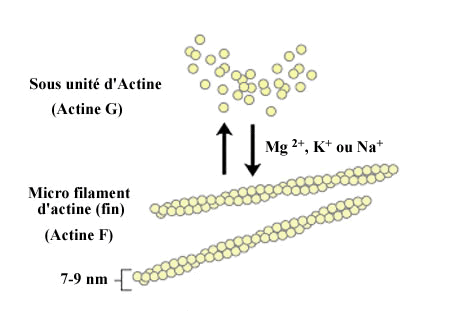 Sous unité d'Actine
(Actine G)
Mg ²⁺, K⁺ ou Na⁺
Micro filament
d'actine (fin)
(Actine F)
7-9 nm